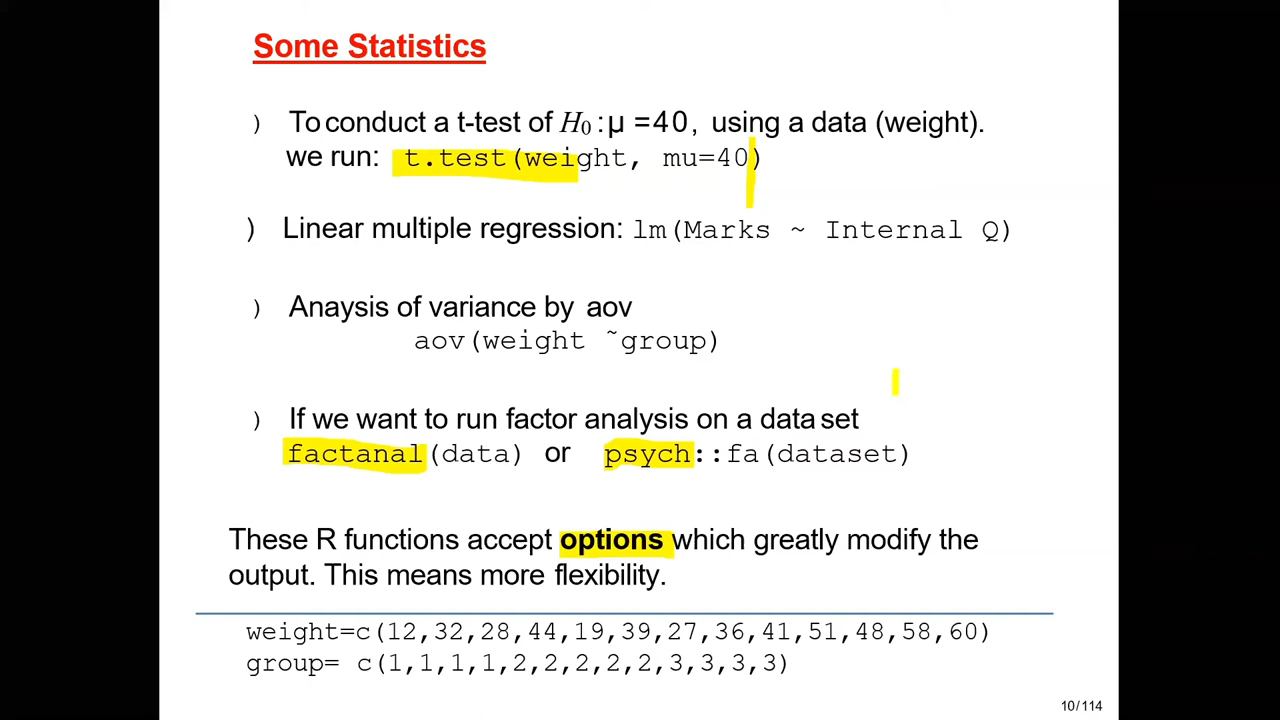 Some Statistics
) To conduct a t-test of H₀ : μ =40, using a data (weight).
we run: t.test(weight, mu=40)
) Linear multiple regression: lm(Marks ~ Internal Q)
) Anaysis of variance by aov
aov(weight ~group)
) If we want to run factor analysis on a data set
factanal(data) or psych::fa(dataset)
These R functions accept options which greatly modify the
output. This means more flexibility.
weight=c(12,32,28,44,19,39,27,36,41,51,48,58,60)
group= c(1,1,1,1,2,2,2,2,2,3,3,3,3)
10/114